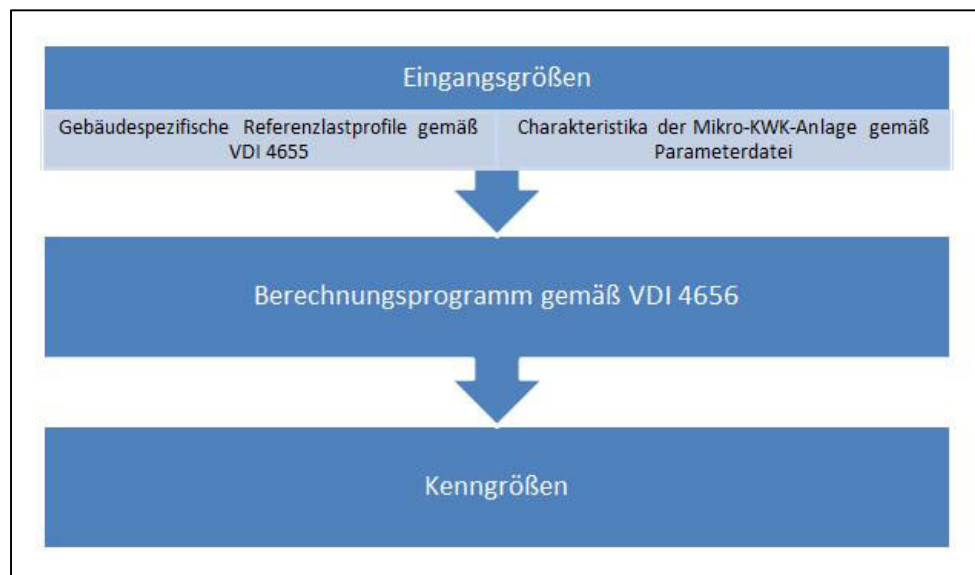 Eingangsgrößen
Gebäudespezifische Referenzlastprofile gemäß
VDI 4655
Charakteristika der Mikro-KWK-Anlage gemäß
Parameterdatei
Berechnungsprogramm gemäß VDI 4656
Kenngrößen